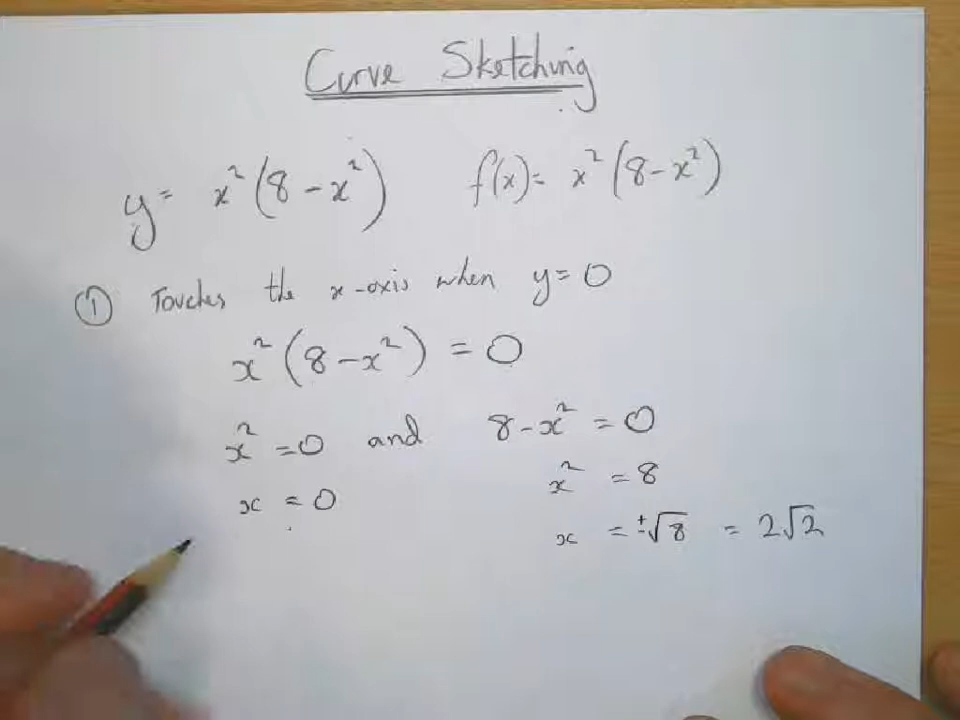 Curve Sketching
y = x²(8 - x²) f(x) = x²(8 - x²)
① Touches the x-axis when y = 0
x²(8 - x²) = 0
x² = 0 and 8 - x² = 0
x² = 8
x = 0
x = ±√8 = 2√2